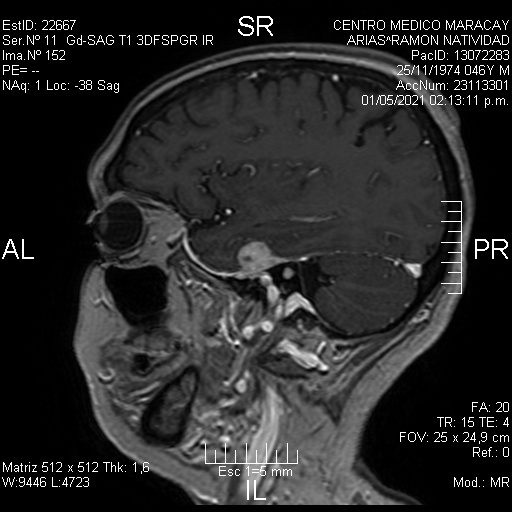 EstID: 22667
Ser.Nº 11 Gd-SAG T1 3DFSPGR IR
Ima.Nº 152
PE= --
NAq: 1 Loc: -38 Sag
SR
CENTRO MEDICO MARACAY
ARIAS^RAMON NATIVIDAD
PacID: 13072283
25/11/1974 046Y M
AccNum: 23113301
01/05/2021 02:13:11 p.m.
AL
PR
FA: 20
TR: 15 TE: 4
FOV: 25 x 24,9 cm
Ref.: 0
Matriz 512 x 512 Thk: 1,6
W:9446 L:4723
Esc 1=5 mm
IL
Mod.: MR